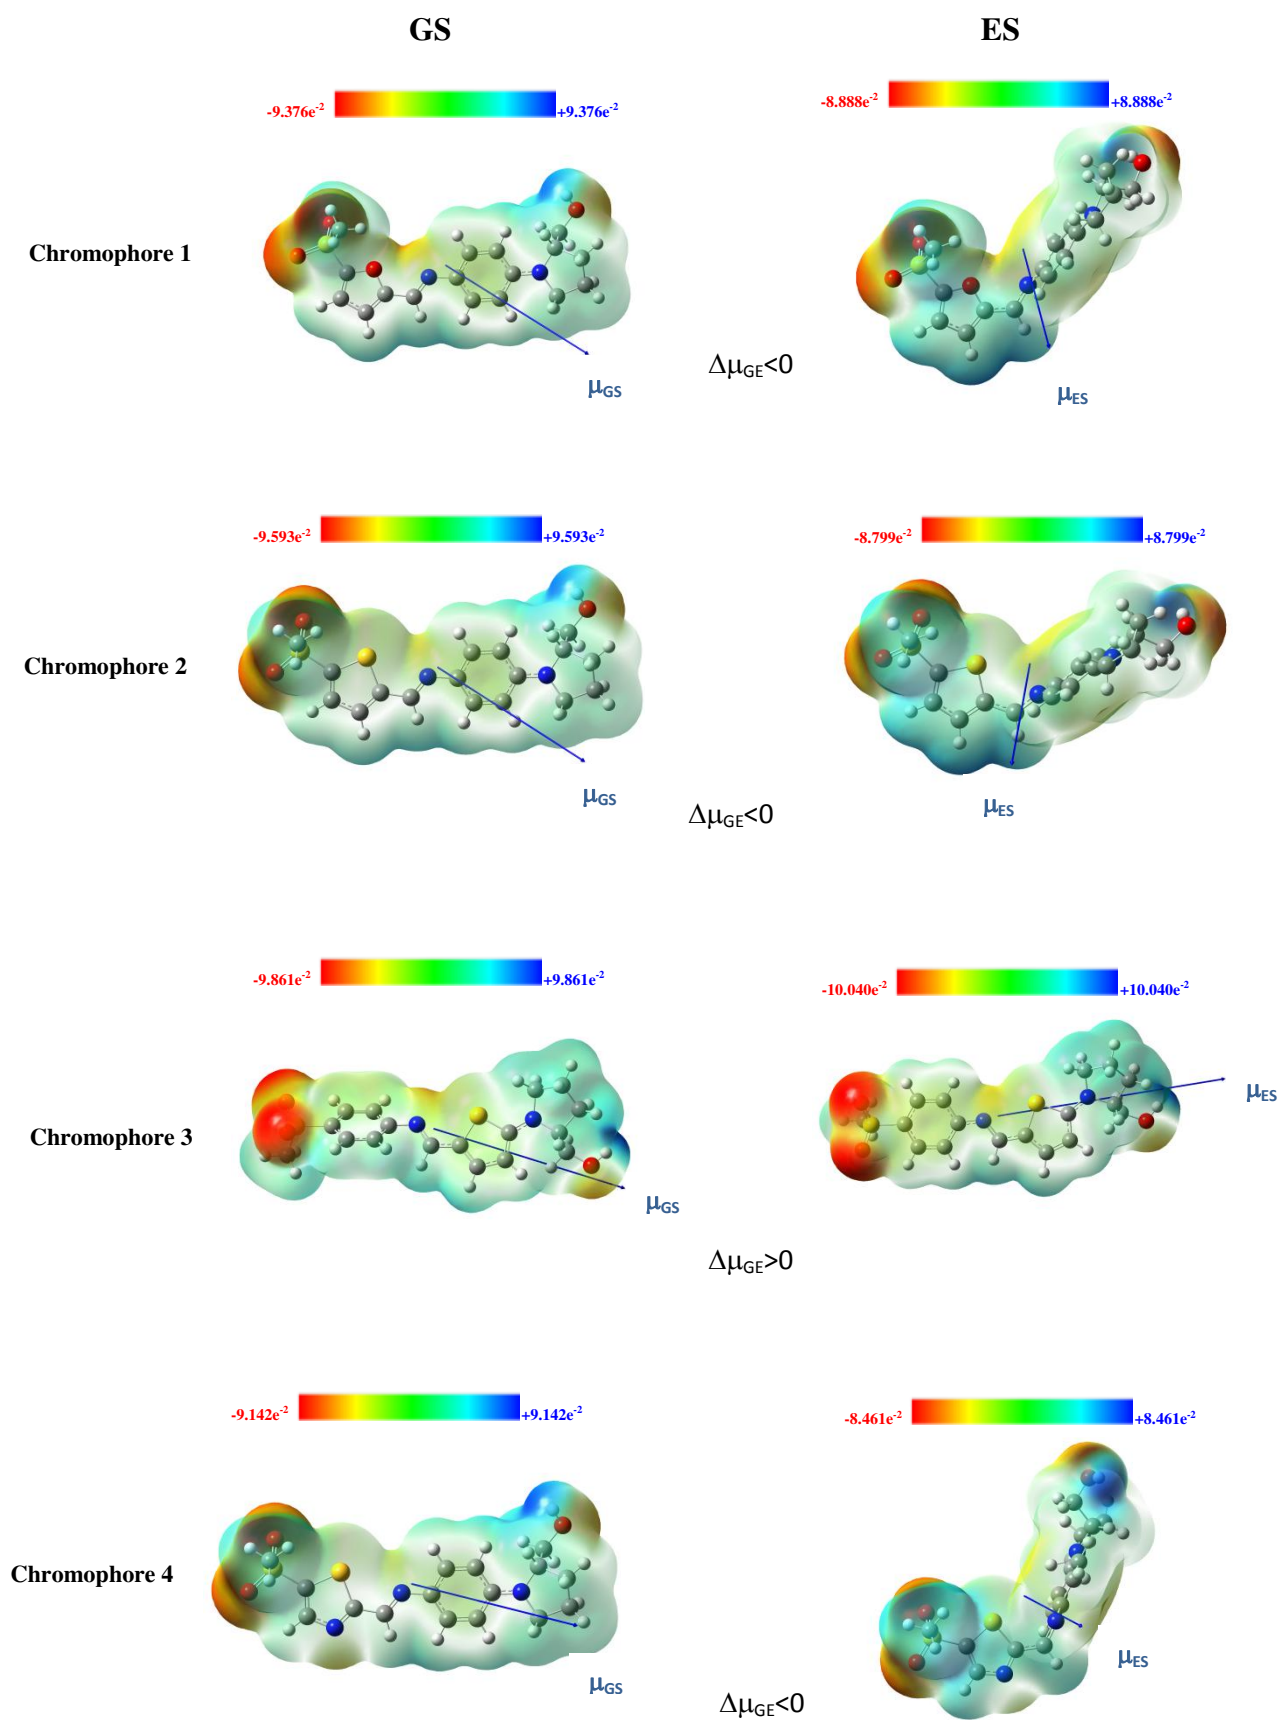 GS ES
-9.376e⁻² +9.376e⁻² -8.888e⁻² +8.888e⁻²
Chromophore 1
ΔμGE<0
μGS μES
-9.593e⁻² +9.593e⁻² -8.799e⁻² +8.799e⁻²
Chromophore 2
μGS μES
ΔμGE<0
-9.861e⁻² +9.861e⁻² -10.040e⁻² +10.040e⁻²
μES
Chromophore 3
μGS
ΔμGE>0
-9.142e⁻² +9.142e⁻² -8.461e⁻² +8.461e⁻²
Chromophore 4
μES
μGS
ΔμGE<0